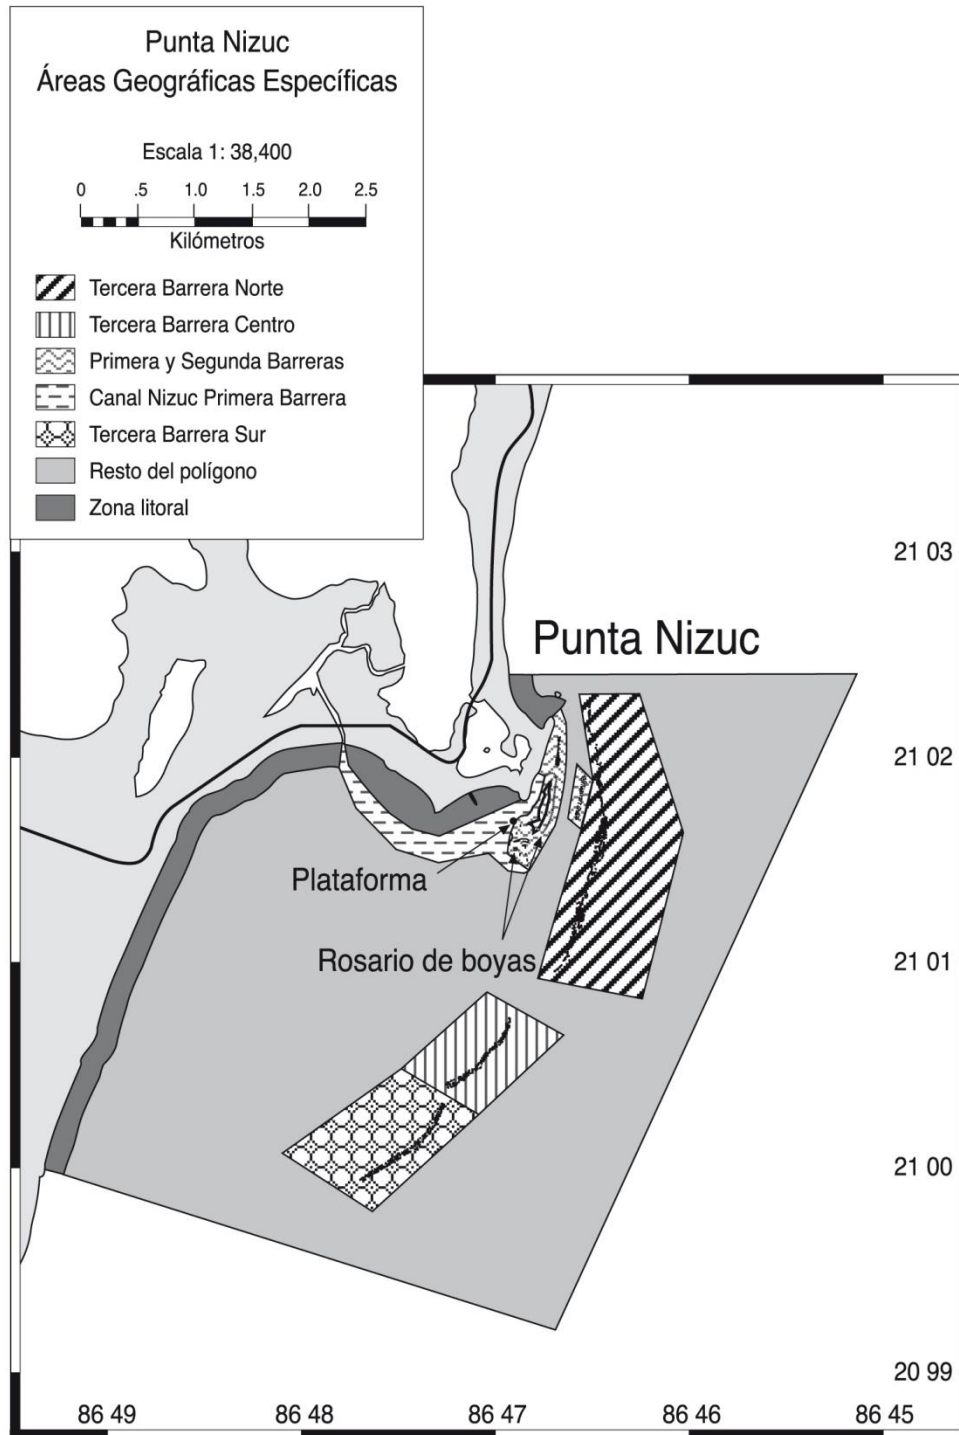 Punta Nizuc
Áreas Geográficas Específicas
Escala 1: 38,400
0 .5 1.0 1.5 2.0 2.5
Kilómetros
Tercera Barrera Norte
Tercera Barrera Centro
Primera y Segunda Barreras
Canal Nizuc Primera Barrera
Tercera Barrera Sur
Resto del polígono
Zona litoral
21 03
Punta Nizuc
21 02
Plataforma
Rosario de boyas
21 01
21 00
20 99
86 49 86 48 86 47 86 46 86 45